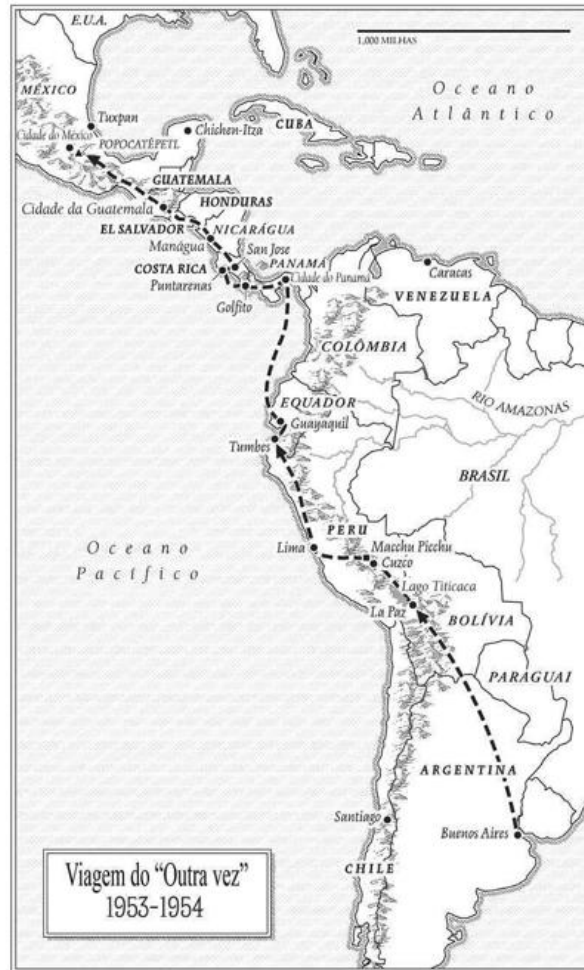 E.U.A.
1.000 MILHAS
Oceano
Atlântico
MÉXICO
Tuxpan
Cidade do México
POPOCATÉPETL
Chichen-Itza
CUBA
GUATEMALA
Cidade da Guatemala
HONDURAS
EL SALVADOR
NICARÁGUA
Manágua
San Jose
COSTA RICA
PANAMÁ
Puntarenas
Cidade do Panamá
Golfito
Caracas
VENEZUELA
COLÔMBIA
RIO AMAZONAS
EQUADOR
Guayaquil
Tumbes
BRASIL
PERU
Oceano
Pacífico
Lima
Macchu Picchu
Cuzco
Lago Titicaca
La Paz
BOLÍVIA
PARAGUAI
ARGENTINA
Santiago
Buenos Aires
CHILE
Viagem do “Outra vez”
1953-1954